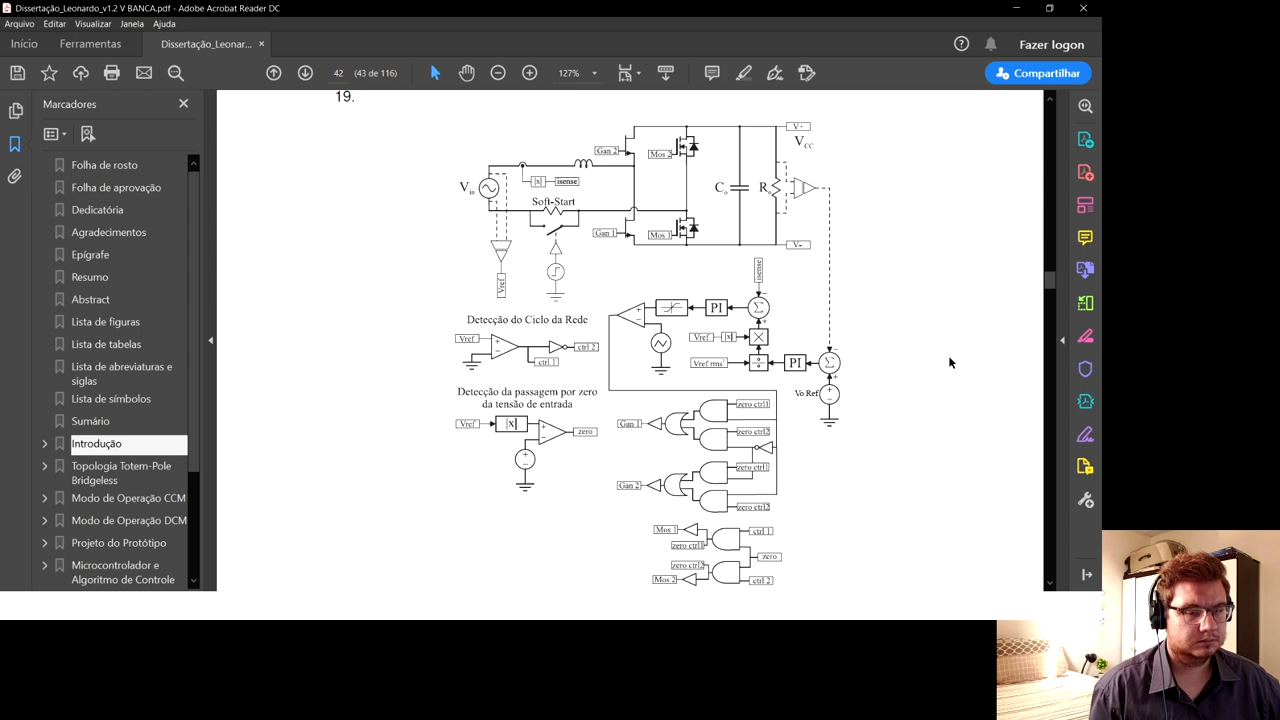 Dissertação_Leonardo_v1.2 V BANCA.pdf - Adobe Acrobat Reader DC
Arquivo Editar Visualizar Janela Ajuda
Início Ferramentas Dissertação_Leonar... × Fazer logon
42 (43 de 116) 127% Compartilhar
Marcadores
Folha de rosto
Folha de aprovação
Dedicatória
Agradecimentos
Epígrafe
Resumo
Abstract
Lista de figuras
Lista de tabelas
Lista de abreviaturas e
siglas
Lista de símbolos
Sumário
Introdução
Topologia Totem-Pole
Bridgeless
Modo de Operação CCM
Modo de Operação DCM
Projeto do Protótipo
Microcontrolador e
Algoritmo de Controle
19.
V+
VCC
Gan 2
Mos 2
|x| isense
Vin
Co
Ro
Soft-Start
Gan 1
Mos 1
V-
Vref
isense
Detecção do Ciclo da Rede
PI
Σ
Vref |x| ×
Vref
ctrl 2
ctrl 1
Vref rms² ÷ PI Σ
Vo Ref
Detecção da passagem por zero
da tensão de entrada
Vref |x| zero
zero ctrl1
Gan 1
zero ctrl2
zero ctrl1
Gan 2
zero ctrl2
Mos 1 ctrl 1
zero ctrl1
zero
zero ctrl2
Mos 2 ctrl 2